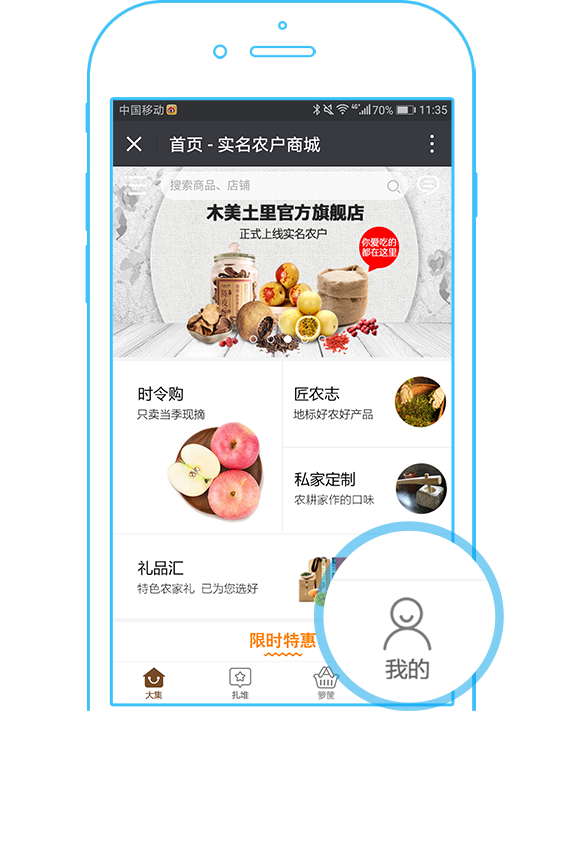 中国移动 4G 70% 11:35
首页 - 实名农户商城
搜索商品、店铺
木美土里官方旗舰店
正式上线实名农户
你爱吃的
都在这里
时令购
只卖当季现摘
匠农志
地标好农好产品
私家定制
农耕家作的口味
礼品汇
特色农家礼 已为您选好
限时特惠
大集
扎堆
箩筐
我的